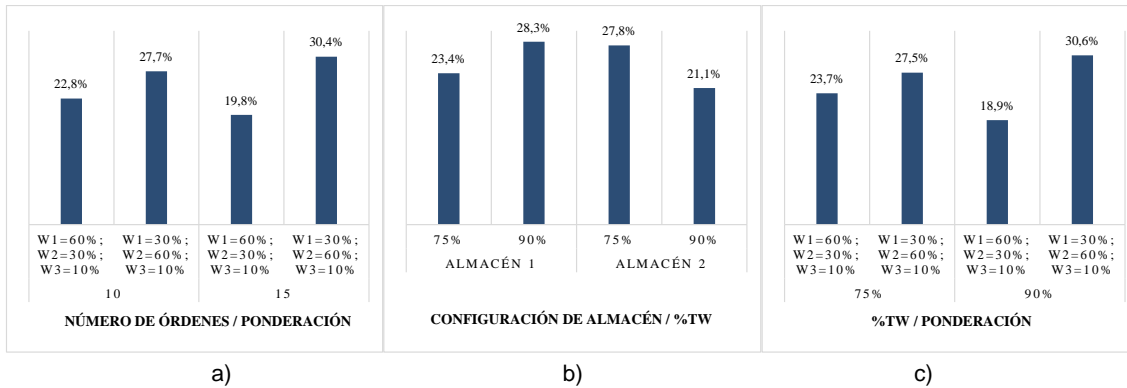 22,8%
27,7%
19,8%
30,4%
W1=60%; W1=30%; W1=60%; W1=30%;
W2=30%; W2=60%; W2=30%; W2=60%;
W3=10% W3=10% W3=10% W3=10%
10 15
NÚMERO DE ÓRDENES / PONDERACIÓN
a)
23,4%
28,3%
27,8%
21,1%
75% 90% 75% 90%
ALMACÉN 1 ALMACÉN 2
CONFIGURACIÓN DE ALMACÉN / %TW
b)
23,7%
27,5%
18,9%
30,6%
W1=60%; W1=30%; W1=60%; W1=30%;
W2=30%; W2=60%; W2=30%; W2=60%;
W3=10% W3=10% W3=10% W3=10%
75% 90%
%TW / PONDERACIÓN
c)